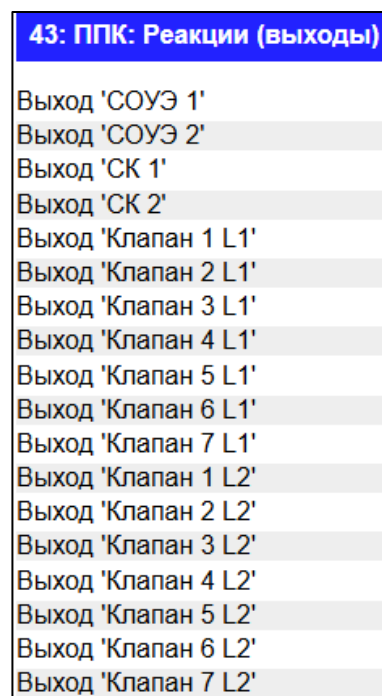 43: ППК: Реакции (выходы)
Выход 'СОУЭ 1'
Выход 'СОУЭ 2'
Выход 'СК 1'
Выход 'СК 2'
Выход 'Клапан 1 L1'
Выход 'Клапан 2 L1'
Выход 'Клапан 3 L1'
Выход 'Клапан 4 L1'
Выход 'Клапан 5 L1'
Выход 'Клапан 6 L1'
Выход 'Клапан 7 L1'
Выход 'Клапан 1 L2'
Выход 'Клапан 2 L2'
Выход 'Клапан 3 L2'
Выход 'Клапан 4 L2'
Выход 'Клапан 5 L2'
Выход 'Клапан 6 L2'
Выход 'Клапан 7 L2'